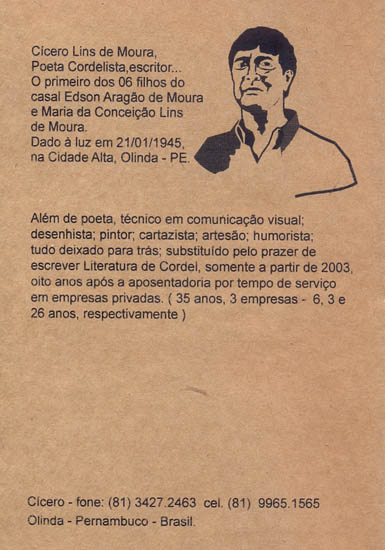 Cícero Lins de Moura,
Poeta Cordelista,escritor...
O primeiro dos 06 filhos do
casal Edson Aragão de Moura
e Maria da Conceição Lins
de Moura.
Dado à luz em 21/01/1945,
na Cidade Alta, Olinda - PE.
Além de poeta, técnico em comunicação visual;
desenhista; pintor; cartazista; artesão; humorista;
tudo deixado para trás; substituído pelo prazer de
escrever Literatura de Cordel, somente a partir de 2003,
oito anos após a aposentadoria por tempo de serviço
em empresas privadas. ( 35 anos, 3 empresas - 6, 3 e
26 anos, respectivamente )
Cícero - fone: (81) 3427.2463 cel. (81) 9965.1565
Olinda - Pernambuco - Brasil.